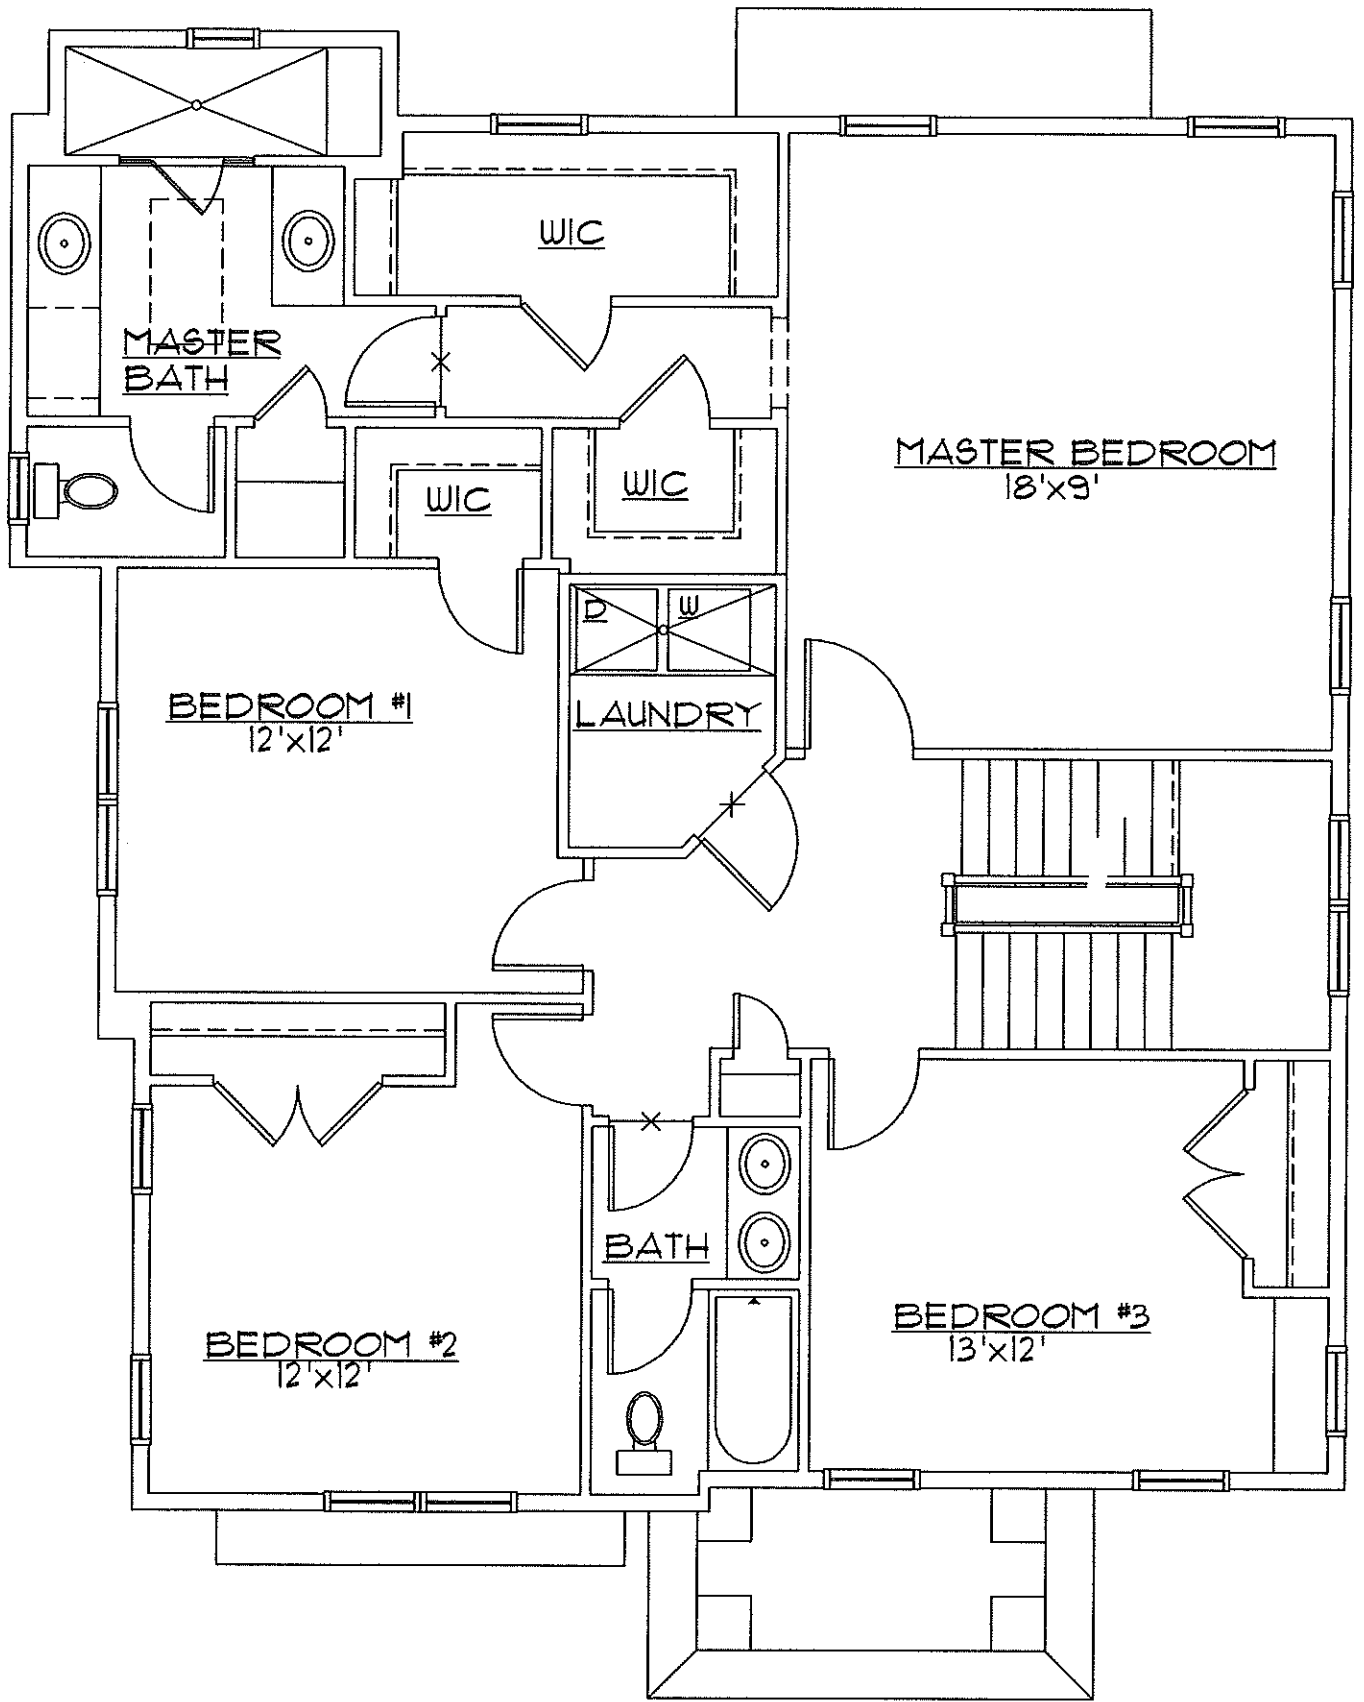 WIC
MASTER
BATH
MASTER BEDROOM
18'x9'
WIC
WIC
D
W
BEDROOM #1
12'x12'
LAUNDRY
BATH
BEDROOM #2
12'x12'
BEDROOM #3
13'x12'